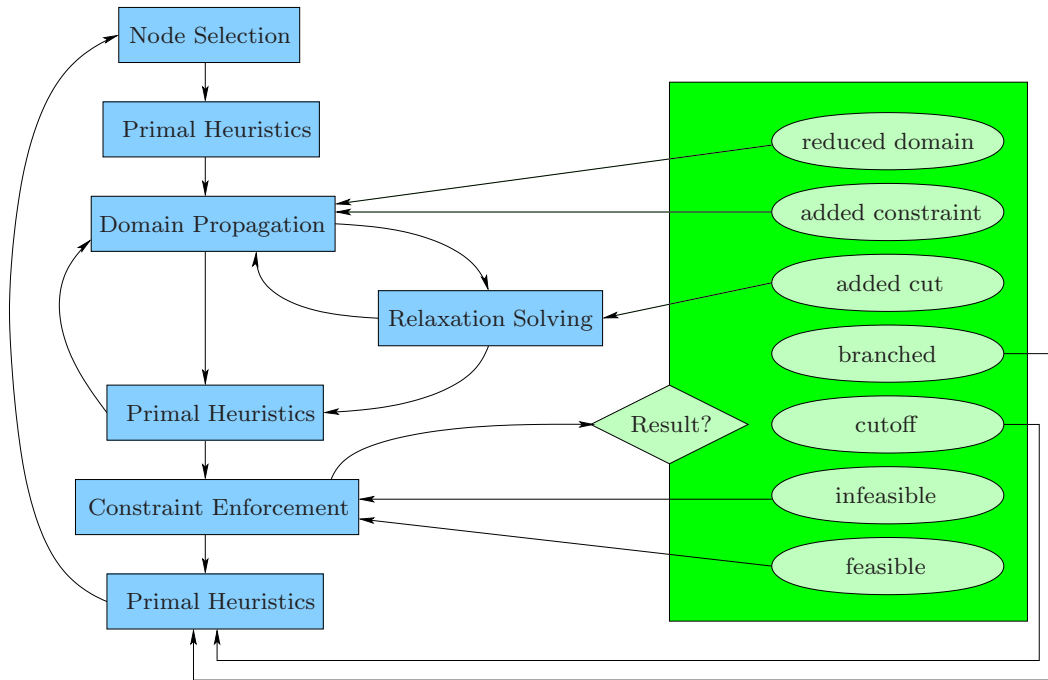 Node Selection
Primal Heuristics
Domain Propagation
Relaxation Solving
Primal Heuristics
Constraint Enforcement
Primal Heuristics
Result?
reduced domain
added constraint
added cut
branched
cutoff
infeasible
feasible